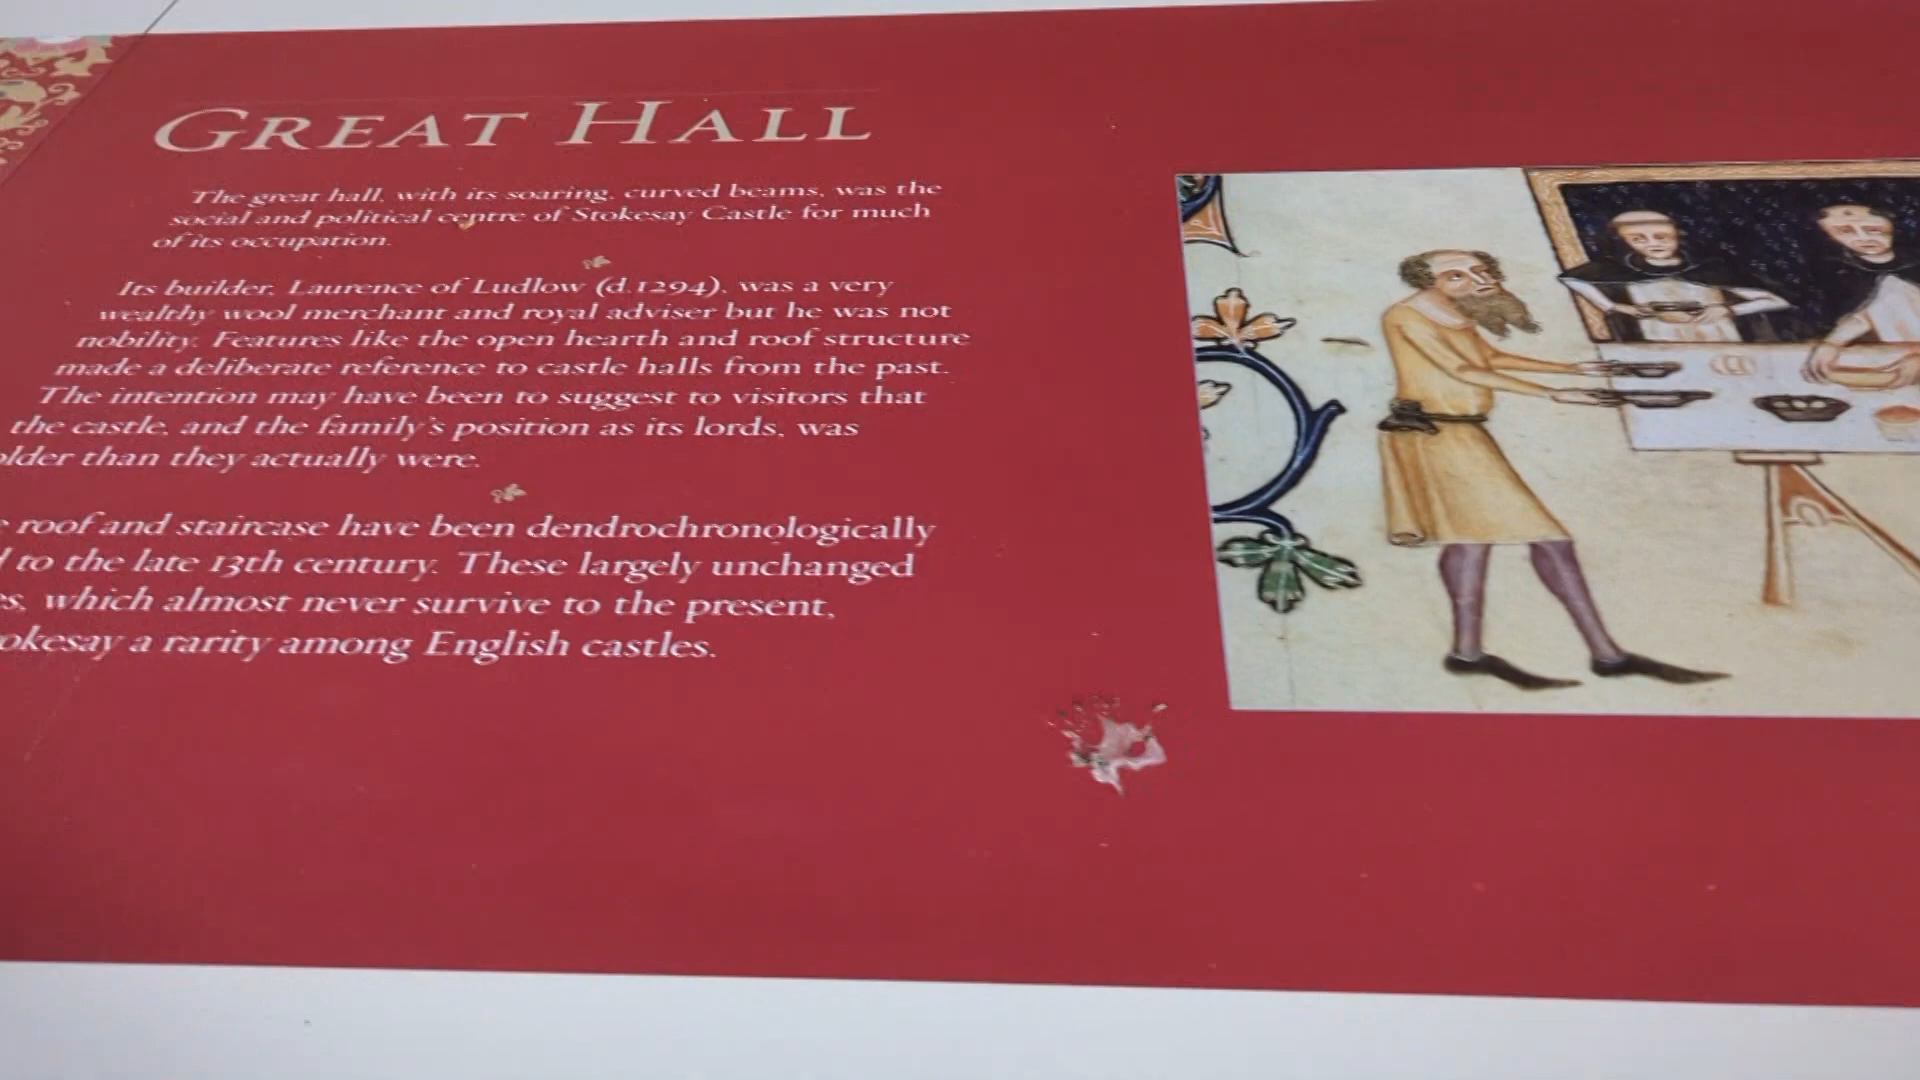 GREAT HALL
The great hall, with its soaring, curved beams, was the
social and political centre of Stokesay Castle for much
of its occupation.
Its builder, Laurence of Ludlow (d.1294), was a very
wealthy wool merchant and royal adviser but he was not
nobility. Features like the open hearth and roof structure
made a deliberate reference to castle halls from the past.
The intention may have been to suggest to visitors that
the castle, and the family's position as its lords, was
older than they actually were.
roof and staircase have been dendrochronologically
to the late 13th century. These largely unchanged
which almost never survive to the present,
okesay a rarity among English castles.